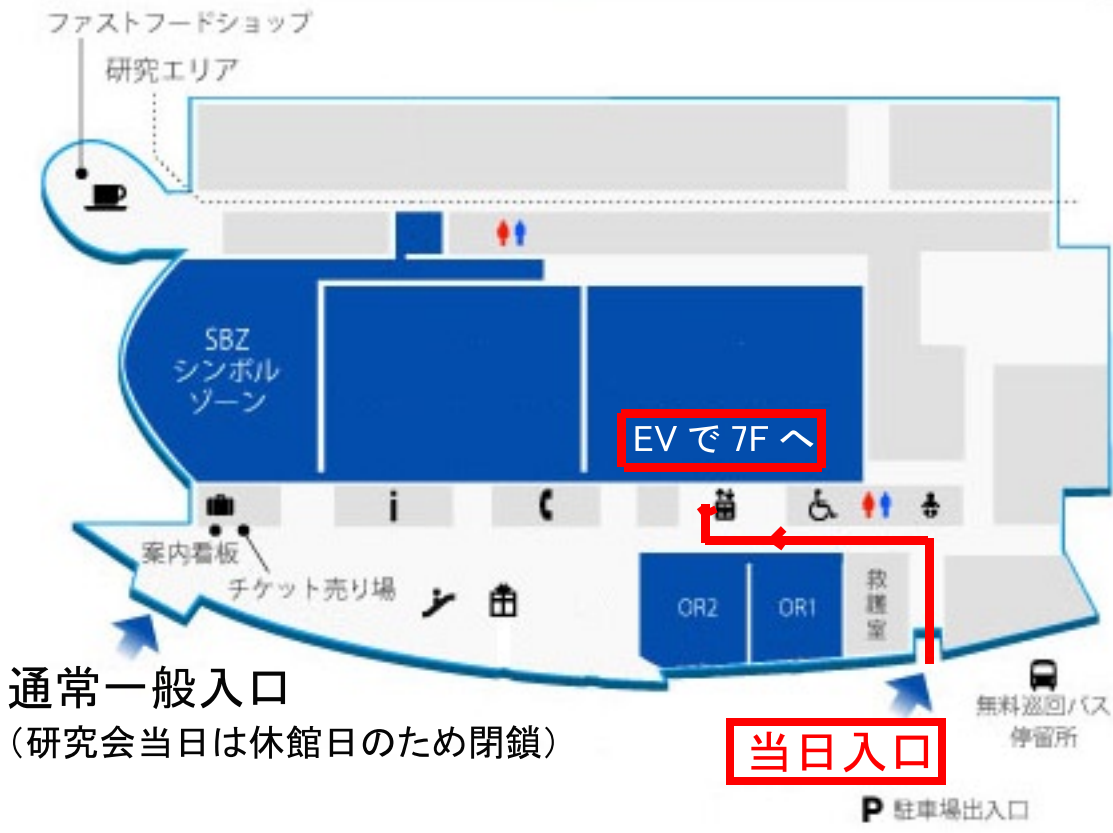 ファストフードショップ
研究エリア
SBZ
シンボル
ゾーン
EV で 7F へ
i
案内看板
チケット売り場
OR2
OR1
救護室
通常一般入口
（研究会当日は休館日のため閉鎖）
当日入口
無料巡回バス
停留所
P 駐車場出入口